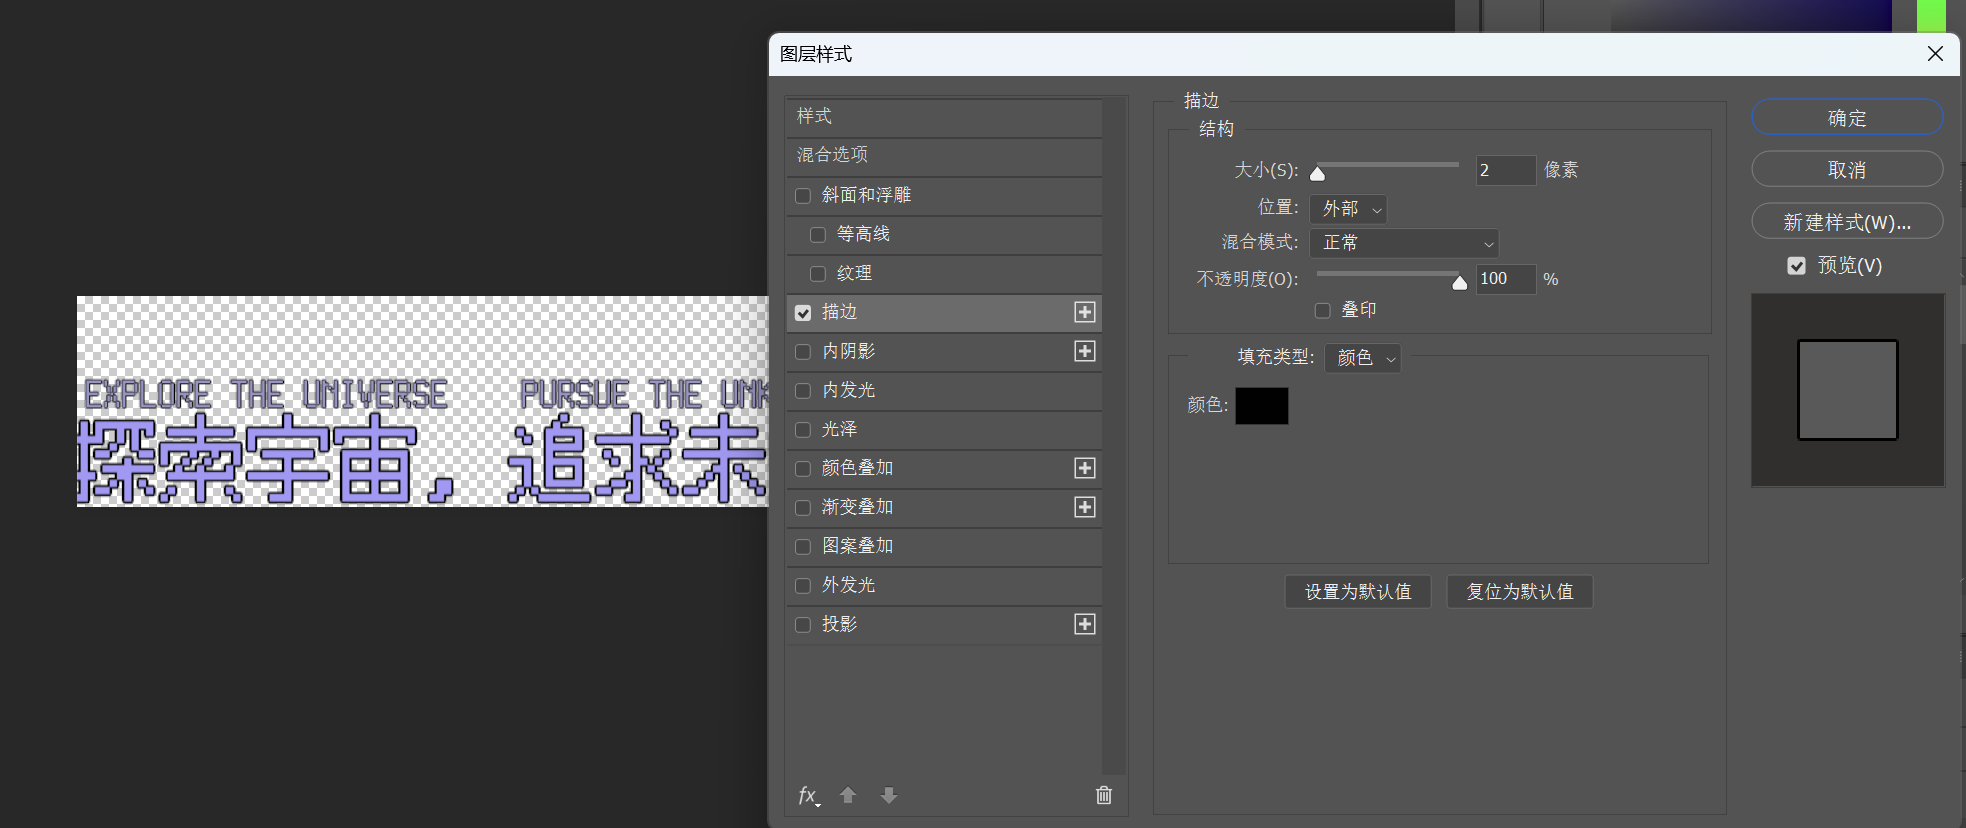 图层样式
样式
混合选项
斜面和浮雕
等高线
纹理
描边
内阴影
内发光
光泽
颜色叠加
渐变叠加
图案叠加
外发光
投影
fx
描边
结构
大小(S): 2 像素
位置: 外部
混合模式: 正常
不透明度(O): 100 %
叠印
填充类型: 颜色
颜色:
设置为默认值 复位为默认值
确定
取消
新建样式(W)...
预览(V)
EXPLORE THE UNIVERSE PURSUE THE UNK
探索宇宙，追求未